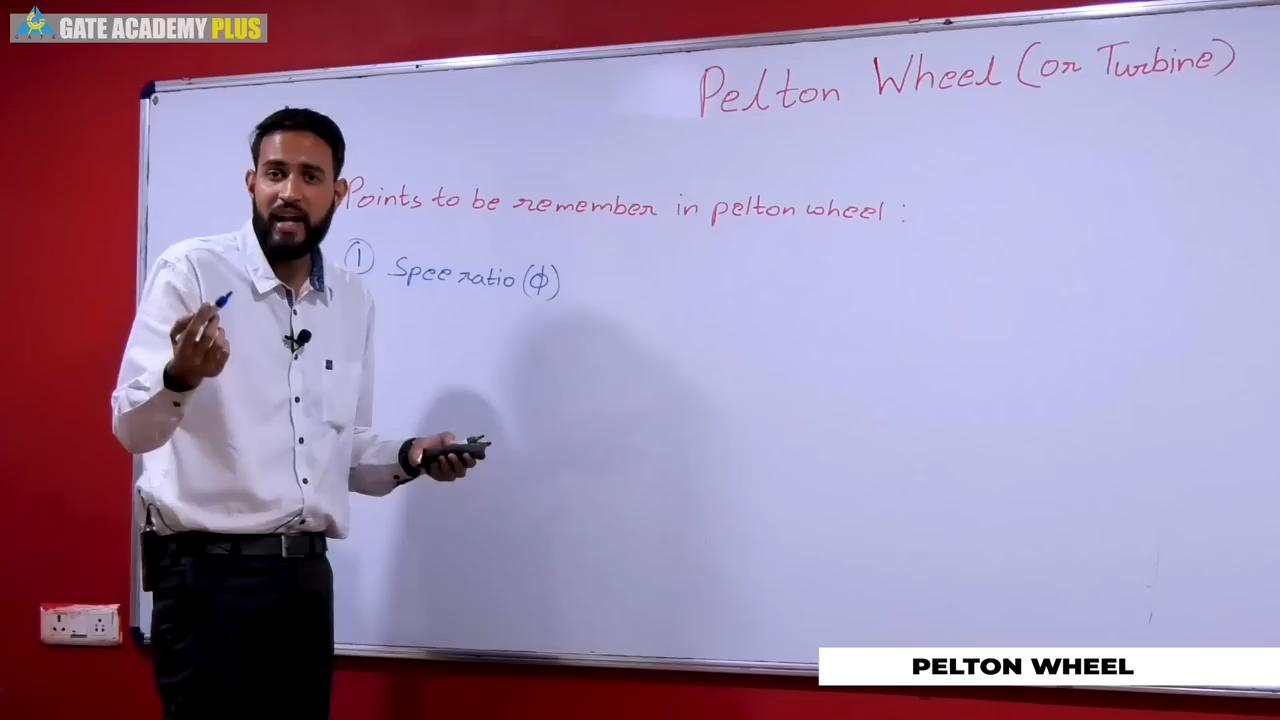 GATE ACADEMY PLUS
Pelton Wheel (or Turbine)
Points to be remember in pelton wheel :
① Spee ratio (ϕ)
PELTON WHEEL